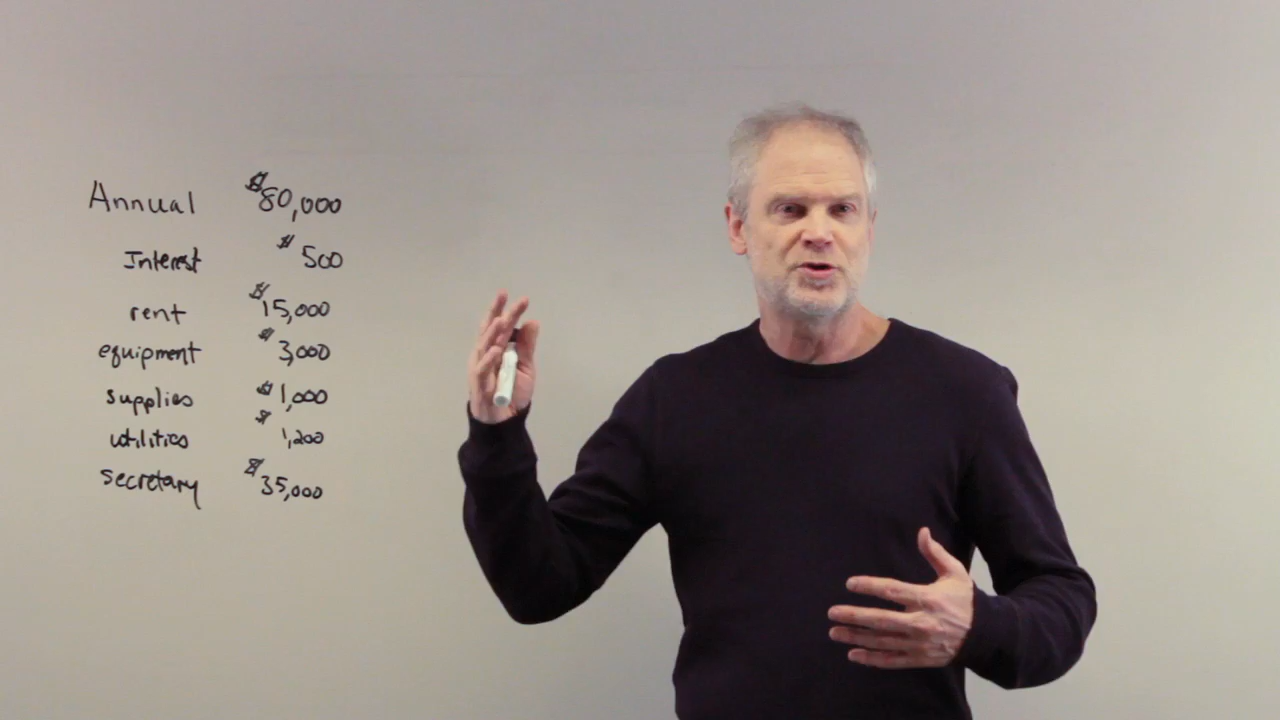 Annual $80,000
Interest $500
rent $15,000
equipment $3,000
supplies $1,000
utilities $1,200
secretary $35,000